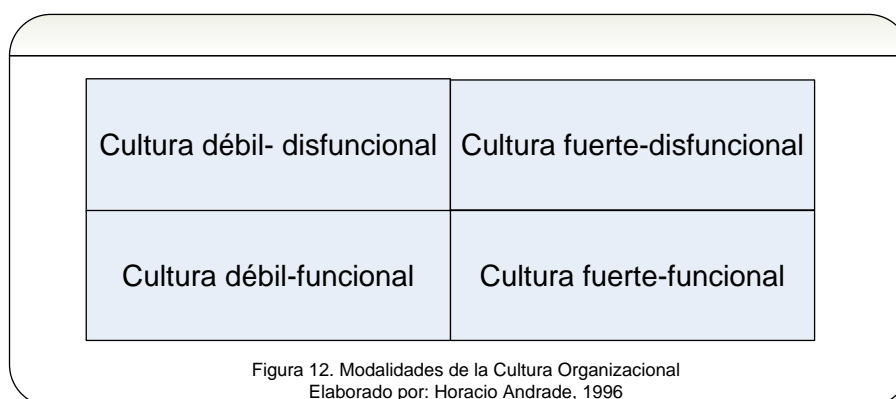 Cultura débil- disfuncional
Cultura fuerte-disfuncional
Cultura débil-funcional
Cultura fuerte-funcional
Figura 12. Modalidades de la Cultura Organizacional
Elaborado por: Horacio Andrade, 1996